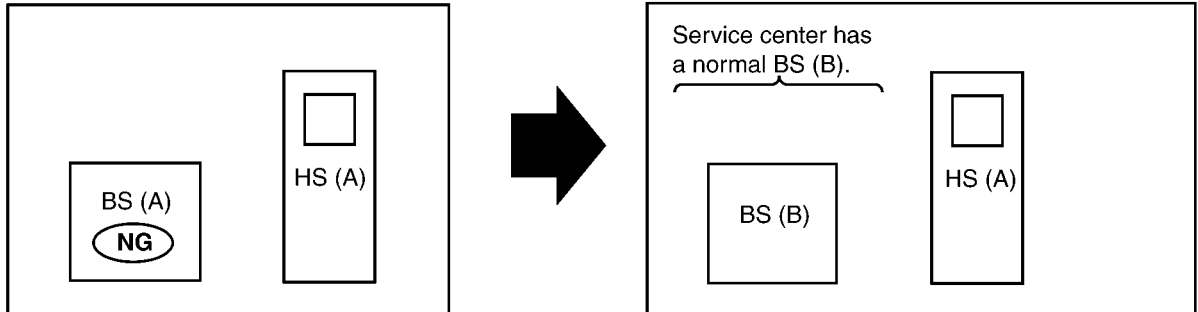 BS (A)
NG
HS (A)
Service center has
a normal BS (B).
BS (B)
HS (A)